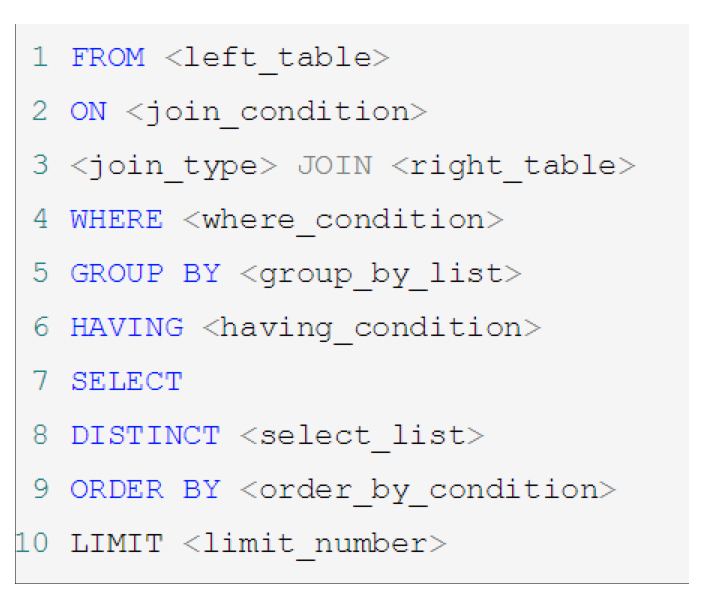 1 FROM <left_table>
2 ON <join_condition>
3 <join_type> JOIN <right_table>
4 WHERE <where_condition>
5 GROUP BY <group_by_list>
6 HAVING <having_condition>
7 SELECT
8 DISTINCT <select_list>
9 ORDER BY <order_by_condition>
10 LIMIT <limit_number>